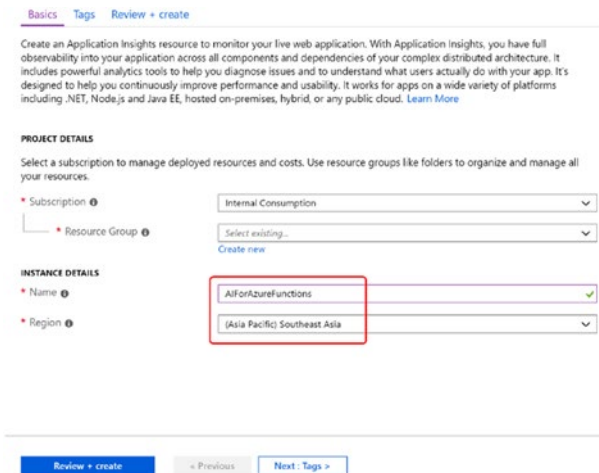 Basics Tags Review + create
Create an Application Insights resource to monitor your live web application. With Application Insights, you have full
observability into your application across all components and dependencies of your complex distributed architecture. It
includes powerful analytics tools to help you diagnose issues and to understand what users actually do with your app. It's
designed to help you continuously improve performance and usability. It works for apps on a wide variety of platforms
including .NET, Node.js and Java EE, hosted on-premises, hybrid, or any public cloud. Learn More
PROJECT DETAILS
Select a subscription to manage deployed resources and costs. Use resource groups like folders to organize and manage all
your resources.
* Subscription
Internal Consumption
* Resource Group
Select existing...
Create new
INSTANCE DETAILS
* Name
AIForAzureFunctions
* Region
(Asia Pacific) Southeast Asia
Review + create
« Previous
Next : Tags >